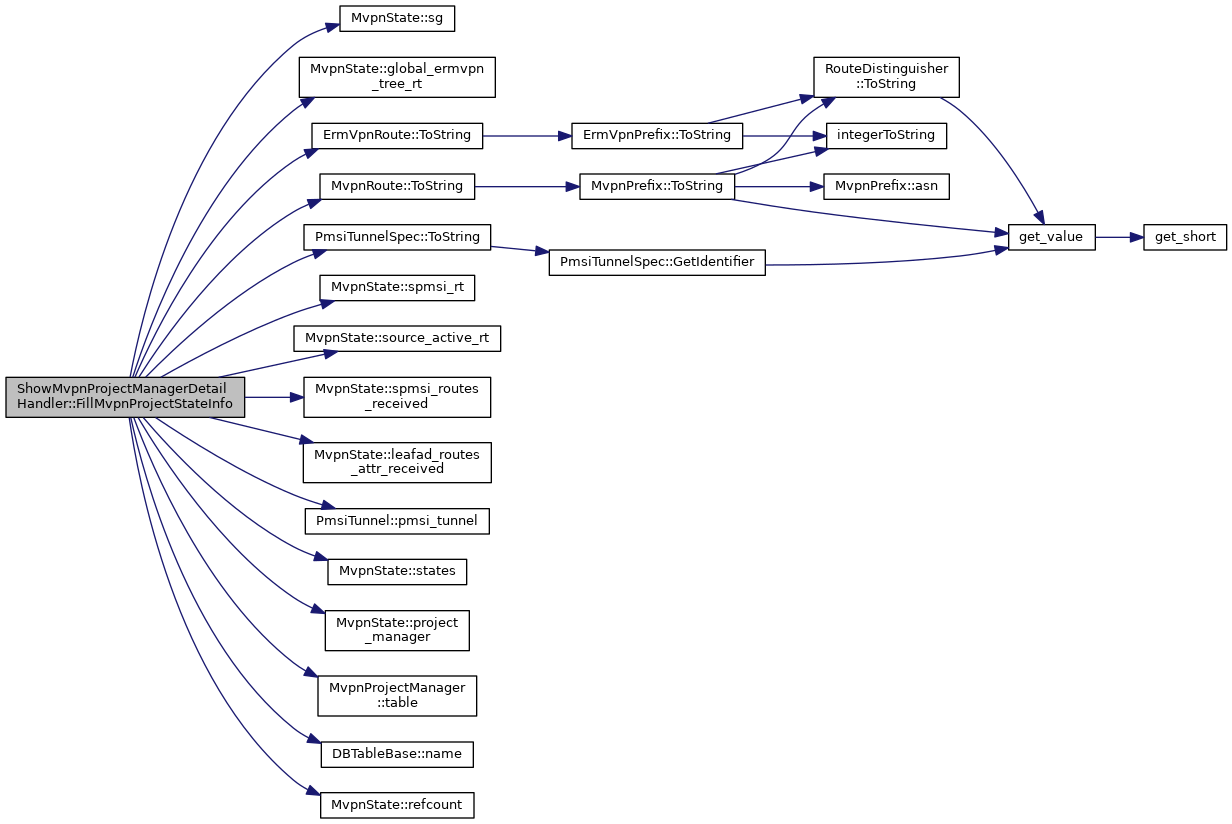 MvpnState::sg
MvpnState::global_ermvpn
_tree_rt
RouteDistinguisher
::ToString
ErmVpnRoute::ToString
ErmVpnPrefix::ToString
integerToString
MvpnRoute::ToString
MvpnPrefix::ToString
MvpnPrefix::asn
PmsiTunnelSpec::ToString
PmsiTunnelSpec::GetIdentifier
get_value
get_short
MvpnState::spmsi_rt
MvpnState::source_active_rt
ShowMvpnProjectManagerDetail
Handler::FillMvpnProjectStateInfo
MvpnState::spmsi_routes
_received
MvpnState::leafad_routes
_attr_received
PmsiTunnel::pmsi_tunnel
MvpnState::states
MvpnState::project
_manager
MvpnProjectManager
::table
DBTableBase::name
MvpnState::refcount